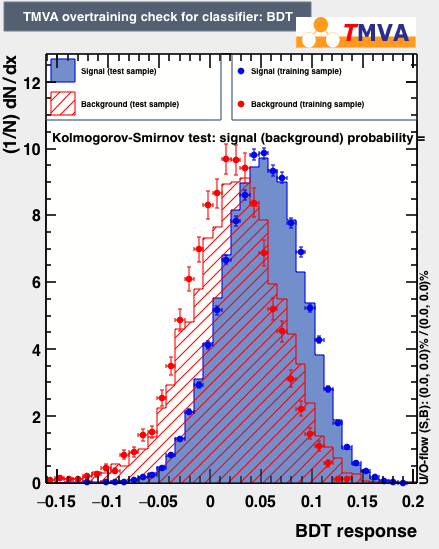 TMVA overtraining check for classifier: BDT
TMVA
Signal (test sample)
Background (test sample)
Signal (training sample)
Background (training sample)
Kolmogorov-Smirnov test: signal (background) probability =
(1/N) dN / dx
12
10
8
6
4
2
0
−0.15 −0.1 −0.05 0 0.05 0.1 0.15 0.2
BDT response
U/O-flow (S,B): (0.0, 0.0)% / (0.0, 0.0)%